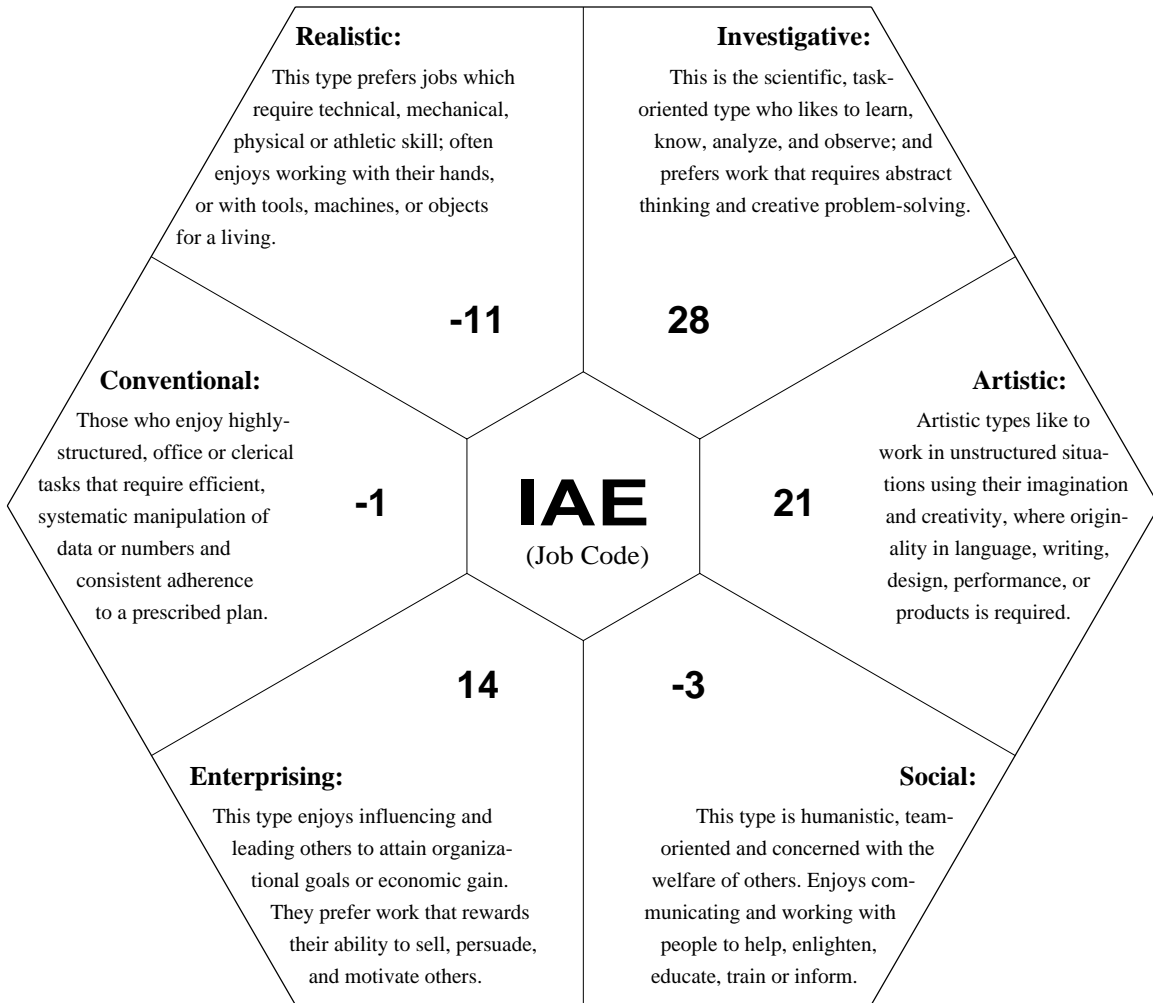 Realistic:
This type prefers jobs which
require technical, mechanical,
physical or athletic skill; often
enjoys working with their hands,
or with tools, machines, or objects
for a living.
-11
Investigative:
This is the scientific, task-
oriented type who likes to learn,
know, analyze, and observe; and
prefers work that requires abstract
thinking and creative problem-solving.
28
Conventional:
Those who enjoy highly-
structured, office or clerical
tasks that require efficient,
systematic manipulation of
data or numbers and
consistent adherence
to a prescribed plan.
-1
IAE
(Job Code)
Artistic:
Artistic types like to
work in unstructured situa-
tions using their imagination
and creativity, where origin-
ality in language, writing,
design, performance, or
products is required.
21
14
Enterprising:
This type enjoys influencing and
leading others to attain organiza-
tional goals or economic gain.
They prefer work that rewards
their ability to sell, persuade,
and motivate others.
-3
Social:
This type is humanistic, team-
oriented and concerned with the
welfare of others. Enjoys com-
municating and working with
people to help, enlighten,
educate, train or inform.